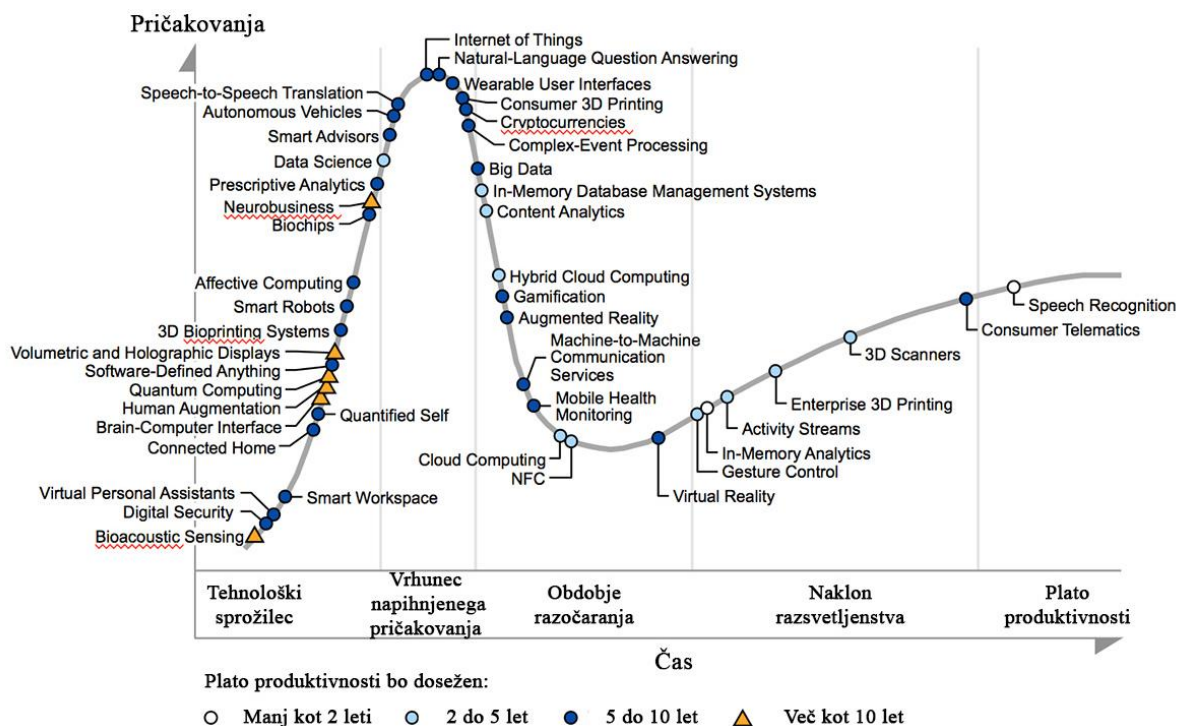 Pričakovanja
Internet of Things
Natural-Language Question Answering
Wearable User Interfaces
Consumer 3D Printing
Cryptocurrencies
Complex-Event Processing
Speech-to-Speech Translation
Autonomous Vehicles
Smart Advisors
Data Science
Prescriptive Analytics
Neurobusiness
Biochips
Big Data
In-Memory Database Management Systems
Content Analytics
Affective Computing
Smart Robots
3D Bioprinting Systems
Volumetric and Holographic Displays
Software-Defined Anything
Quantum Computing
Human Augmentation
Brain-Computer Interface
Connected Home
Quantified Self
Virtual Personal Assistants
Digital Security
Bioacoustic Sensing
Smart Workspace
Hybrid Cloud Computing
Gamification
Augmented Reality
Machine-to-Machine
Communication
Services
Mobile Health
Monitoring
Cloud Computing
NFC
Virtual Reality
Gesture Control
In-Memory Analytics
Activity Streams
Enterprise 3D Printing
3D Scanners
Consumer Telematics
Speech Recognition
Tehnološki
sprožilec
Vrhunec
napihnjenega
pričakovanja
Obdobje
razočaranja
Naklon
razsvetljenstva
Plato
produktivnosti
Čas
Plato produktivnosti bo dosežen:
Manj kot 2 leti
2 do 5 let
5 do 10 let
Več kot 10 let